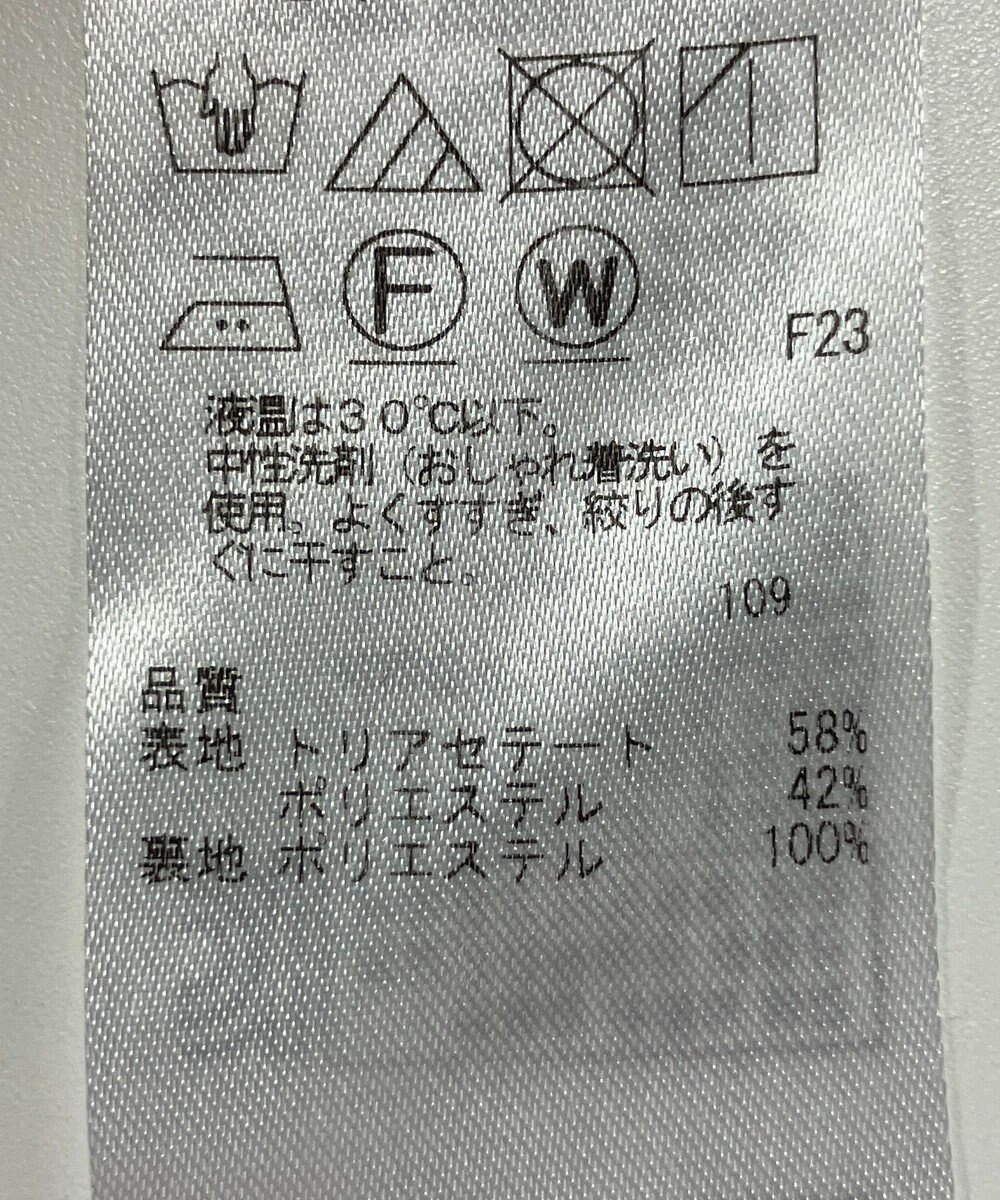 F W
F23
液温は30℃以下。
中性洗剤(おしゃれ着洗い)を
使用。よくすすぎ、絞りの後す
ぐに干すこと。
109
品質
表地 トリアセテート 58%
ポリエステル 42%
裏地 ポリエステル 100%